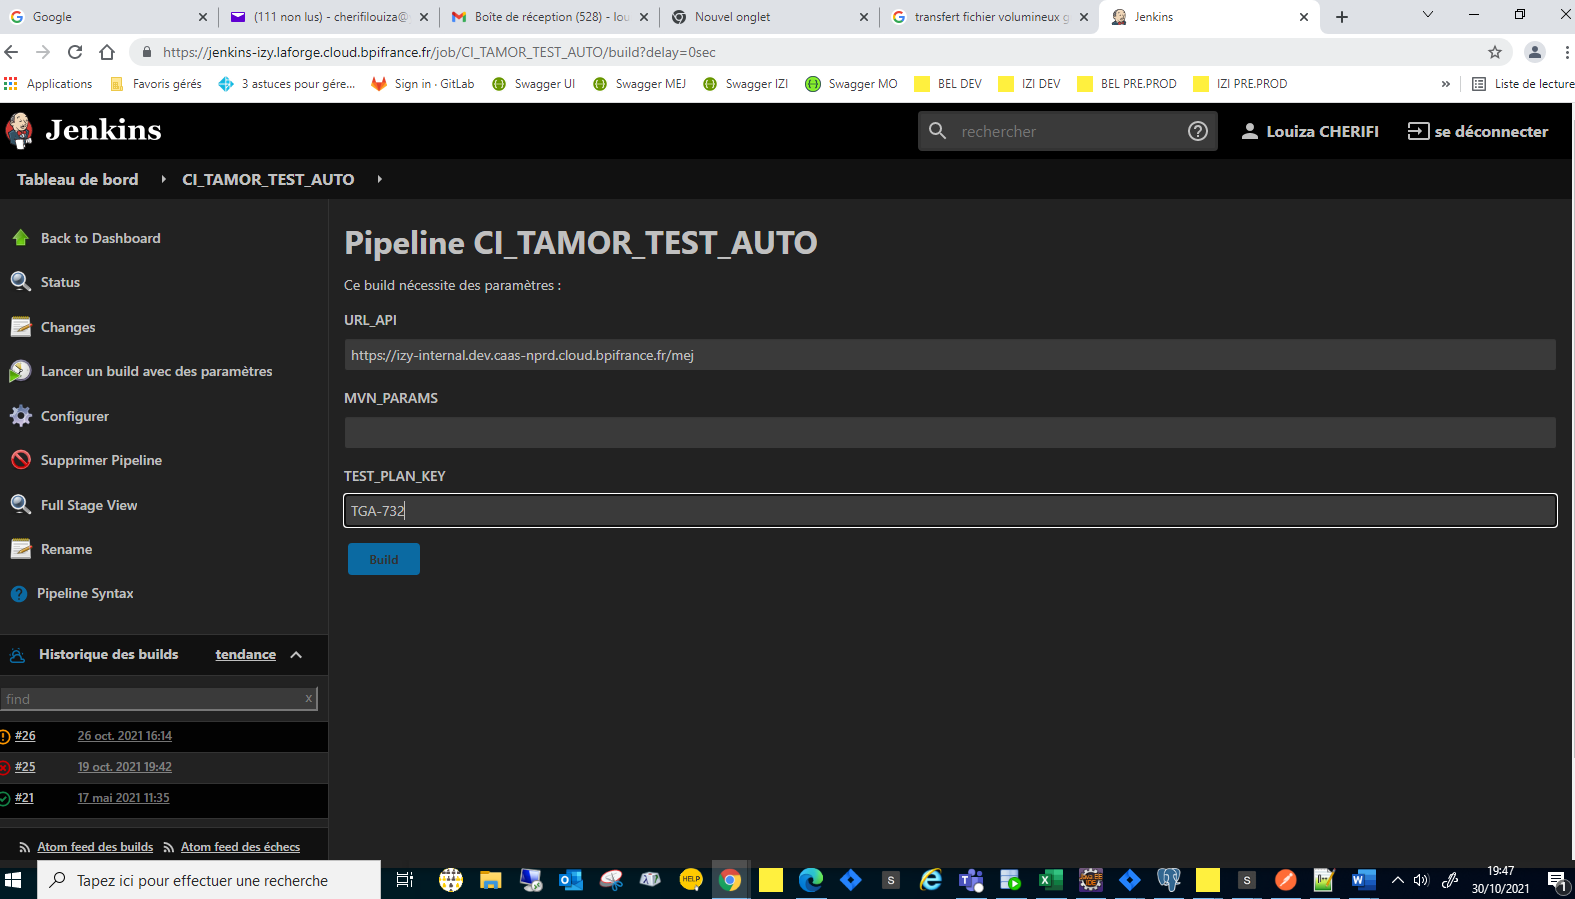 Google
(111 non lus) - cherifilouiza@
Boîte de réception (528) - lou
Nouvel onglet
transfert fichier volumineux g
Jenkins
https://jenkins-izy.laforge.cloud.bpifrance.fr/job/CI_TAMOR_TEST_AUTO/build?delay=0sec
Applications
Favoris gérés
3 astuces pour gére...
Sign in · GitLab
Swagger UI
Swagger MEJ
Swagger IZI
Swagger MO
BEL DEV
IZI DEV
BEL PRE.PROD
IZI PRE.PROD
»
Liste de lecture
Jenkins
rechercher
Louiza CHERIFI
se déconnecter
Tableau de bord
CI_TAMOR_TEST_AUTO
Back to Dashboard
Status
Changes
Lancer un build avec des paramètres
Configurer
Supprimer Pipeline
Full Stage View
Rename
Pipeline Syntax
Historique des builds
tendance
find
x
#26 26 oct. 2021 16:14
#25 19 oct. 2021 19:42
#21 17 mai 2021 11:35
Atom feed des builds
Atom feed des échecs
Pipeline CI_TAMOR_TEST_AUTO
Ce build nécessite des paramètres :
URL_API
https://izy-internal.dev.caas-nprd.cloud.bpifrance.fr/mej
MVN_PARAMS
TEST_PLAN_KEY
TGA-732
Build
Tapez ici pour effectuer une recherche
HELP
S
S
19:47
30/10/2021
1